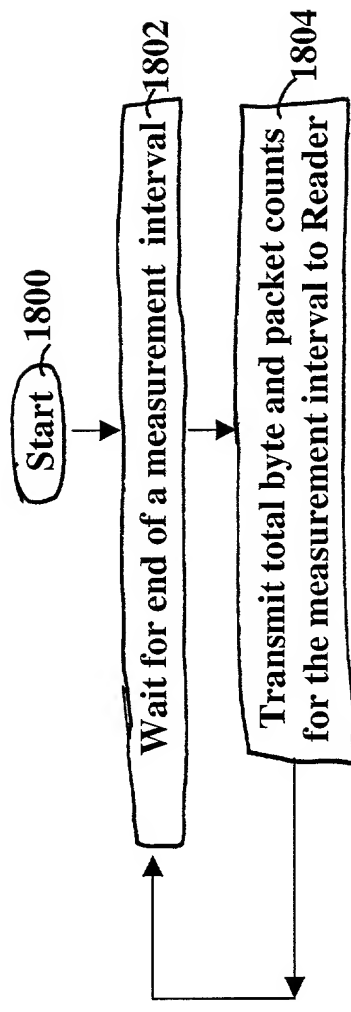 Start
1800
Wait for end of a measurement interval
1802
Transmit total byte and packet counts
for the measurement interval to Reader
1804